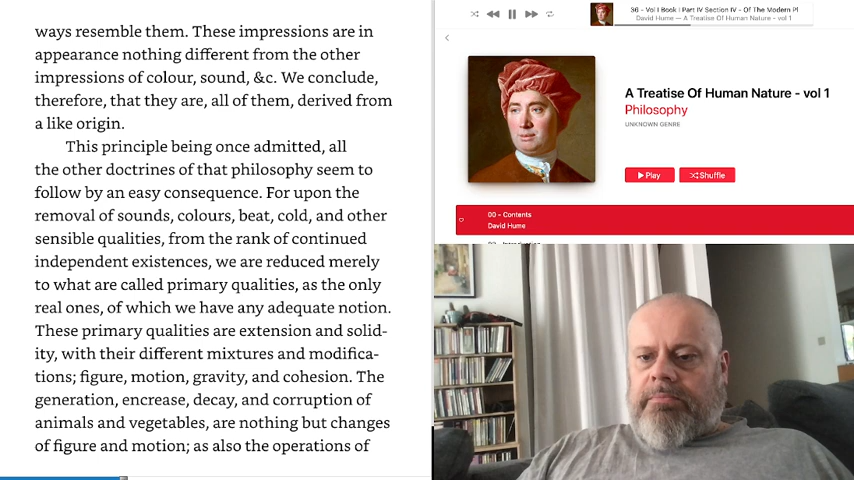 ways resemble them. These impressions are in
appearance nothing different from the other
impressions of colour, sound, &c. We conclude,
therefore, that they are, all of them, derived from
a like origin.
This principle being once admitted, all
the other doctrines of that philosophy seem to
follow by an easy consequence. For upon the
removal of sounds, colours, beat, cold, and other
sensible qualities, from the rank of continued
independent existences, we are reduced merely
to what are called primary qualities, as the only
real ones, of which we have any adequate notion.
These primary qualities are extension and solid-
ity, with their different mixtures and modifica-
tions; figure, motion, gravity, and cohesion. The
generation, encrease, decay, and corruption of
animals and vegetables, are nothing but changes
of figure and motion; as also the operations of
36 - Vol I Book I Part IV Section IV - Of The Modern Pl
David Hume — A Treatise Of Human Nature - vol 1
A Treatise Of Human Nature - vol 1
Philosophy
UNKNOWN GENRE
Play
Shuffle
00 - Contents
David Hume